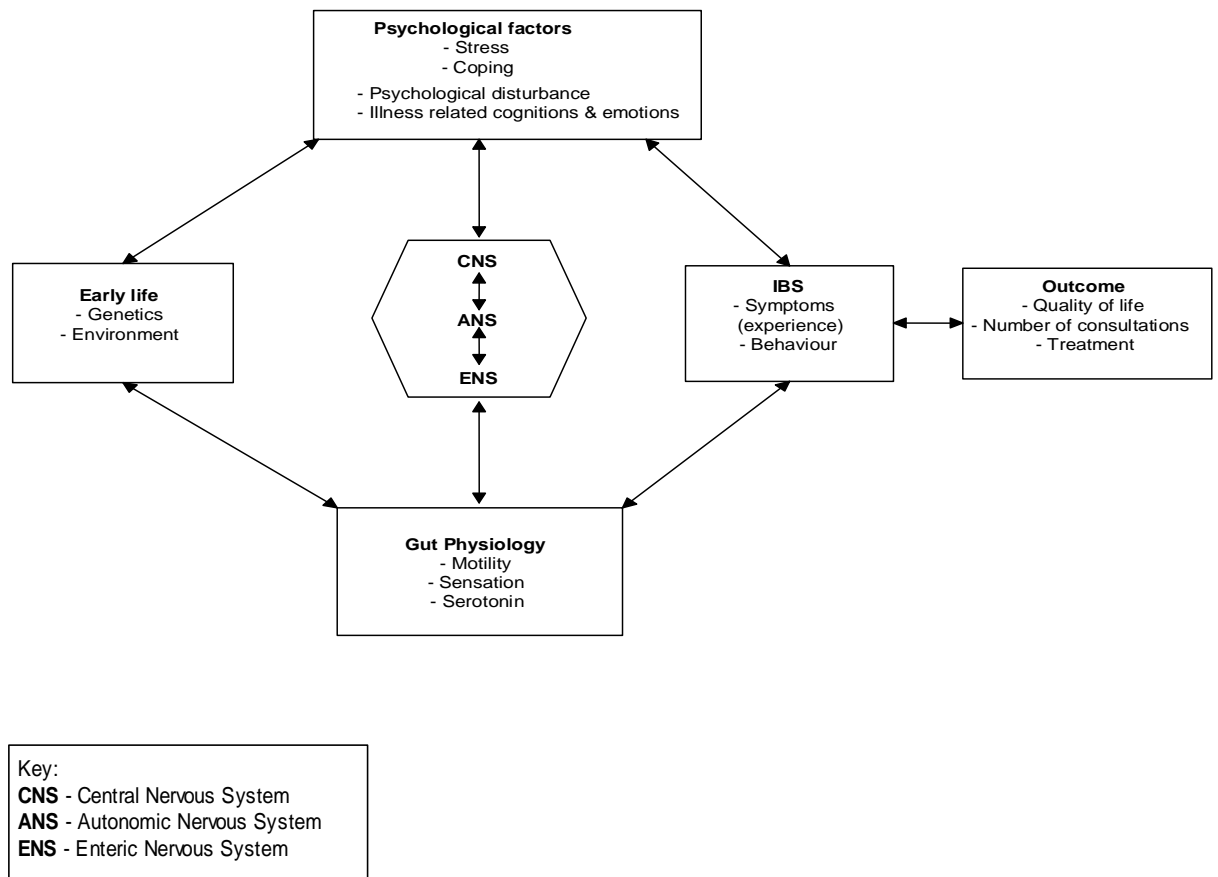 Psychological factors
- Stress
- Coping
- Psychological disturbance
- Illness related cognitions & emotions
Early life
- Genetics
- Environment
CNS
ANS
ENS
IBS
- Symptoms
(experience)
- Behaviour
Outcome
- Quality of life
- Number of consultations
- Treatment
Gut Physiology
- Motility
- Sensation
- Serotonin
Key:
CNS - Central Nervous System
ANS - Autonomic Nervous System
ENS - Enteric Nervous System